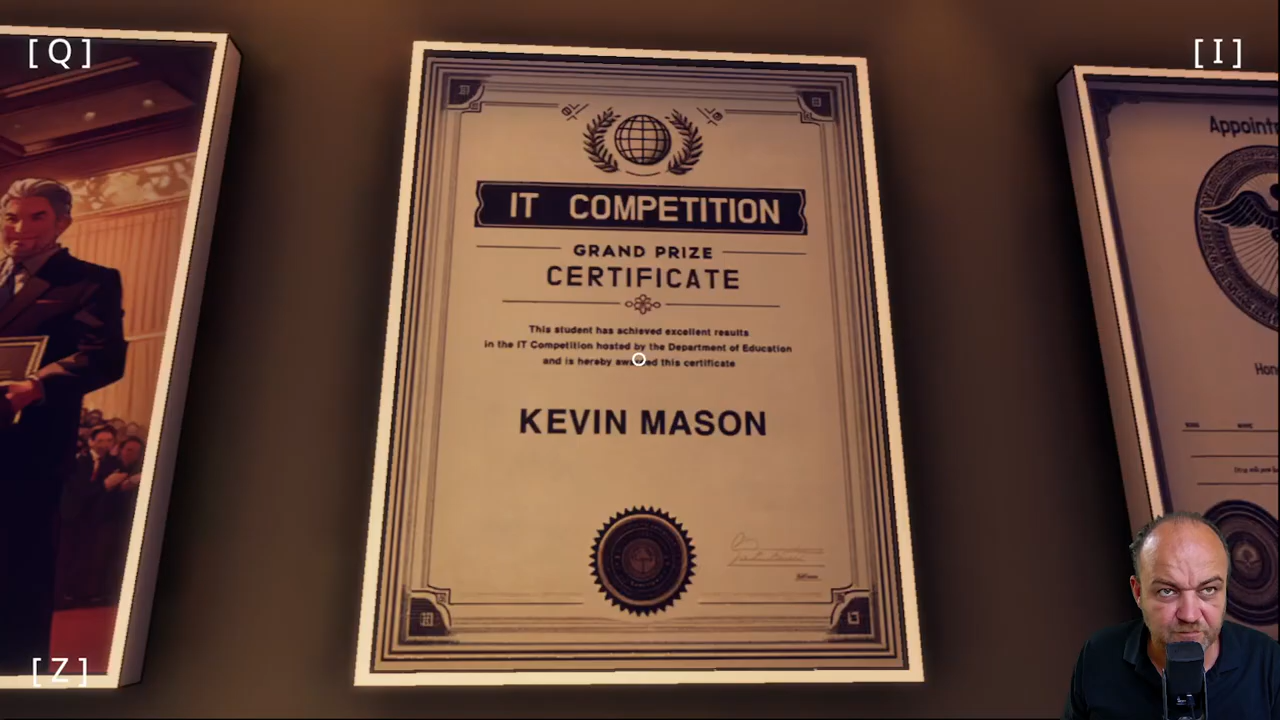 [ Q ]
[ I ]
IT COMPETITION
GRAND PRIZE
CERTIFICATE
This student has achieved excellent results
in the IT Competition hosted by the Department of Education
and is hereby awarded this certificate
KEVIN MASON
[ Z ]